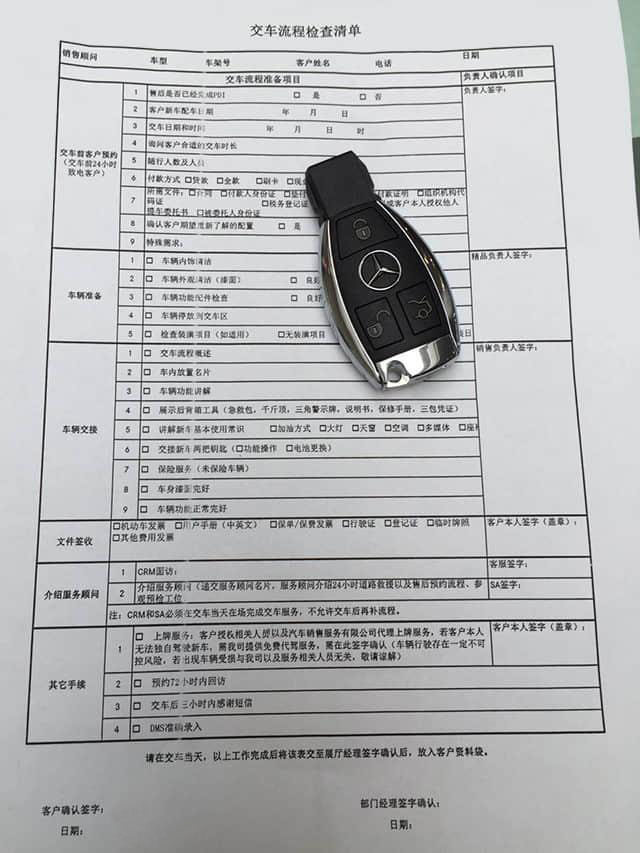 交车流程检查清单
销售顾问 车型 车架号 客户姓名 电话 日期
交车流程准备项目 负责人确认项目
交车前客户预约
(交车前24小时
致电客户)
1 售后是否已经完成PDI □ 是 □ 否 负责人签字:
2 客户新车配车日期 年 月 日
3 交车日期和时间 年 月 日 时
4 询问客户合适的交车时长
5 随行人数及人员
6 付款方式 □贷款 □全款 □刷卡 □现金
7 所需文件:□合同 □付款人身份证 付款证明 □组织机构代
码证 □税务登记证 或客户本人授权他人
提车委托书 □被委托人身份证
8 确认客户期望重新了解的配置 □ 是
9 特殊需求:
车辆准备
1 □ 车辆内饰清洁 精品负责人签字:
2 □ 车辆外观清洁(漆面) □ 良好
3 □ 车辆功能配件检查 □ 良好
4 □ 车辆停放到交车区
5 □ 检查装潢项目(如适用) □无装潢项目
车辆交接
1 □ 交车流程概述 销售负责人签字:
2 □ 车内放置名片
3 □ 车辆功能讲解
4 □ 展示后背箱工具(急救包,千斤顶,三角警示牌,说明书,保修手册,三包凭证)
5 □ 讲解新车基本使用常识 □加油方式 □大灯 □天窗 □空调 □多媒体 □座椅
6 □ 交接新车两把钥匙(□功能操作 □电池更换)
7 □ 保险服务(未保险车辆)
8 □ 车身漆面完好
9 □ 车辆功能正常完好
文件签收
□机动车发票 □用户手册(中英文) □保单/保费发票 □行驶证 □登记证 □临时牌照 客户本人签字(盖章):
□其他费用发票
介绍服务顾问
1 CRM面访: 客服签字:
2 介绍服务顾问(递交服务顾问名片,服务顾问介绍24小时道路救援以及售后预约流程、参 SA签字:
观预检工位
注:CRM和SA必须在交车当天在场完成交车服务,不允许交车后再补流程。
其它手续
1 □ 上牌服务:客户授权相关人员以及汽车销售服务有限公司代理上牌服务,若客户本人 客户本人签字(盖章):
无法独自驾驶新车,需我司提供免费代驾服务,需在此签字确认(车辆行驶存在一定不可
控风险,若出现车辆受损与我司以及服务相关人员无关,敬请谅解)
2 □ 预约72小时内回访
3 □ 交车后三小时内感谢短信
4 □ DMS准确录入
请在交车当天,以上工作完成后将该表交至展厅经理签字确认后,放入客户资料袋。
客户确认签字: 部门经理签字确认:
日期: 日期: